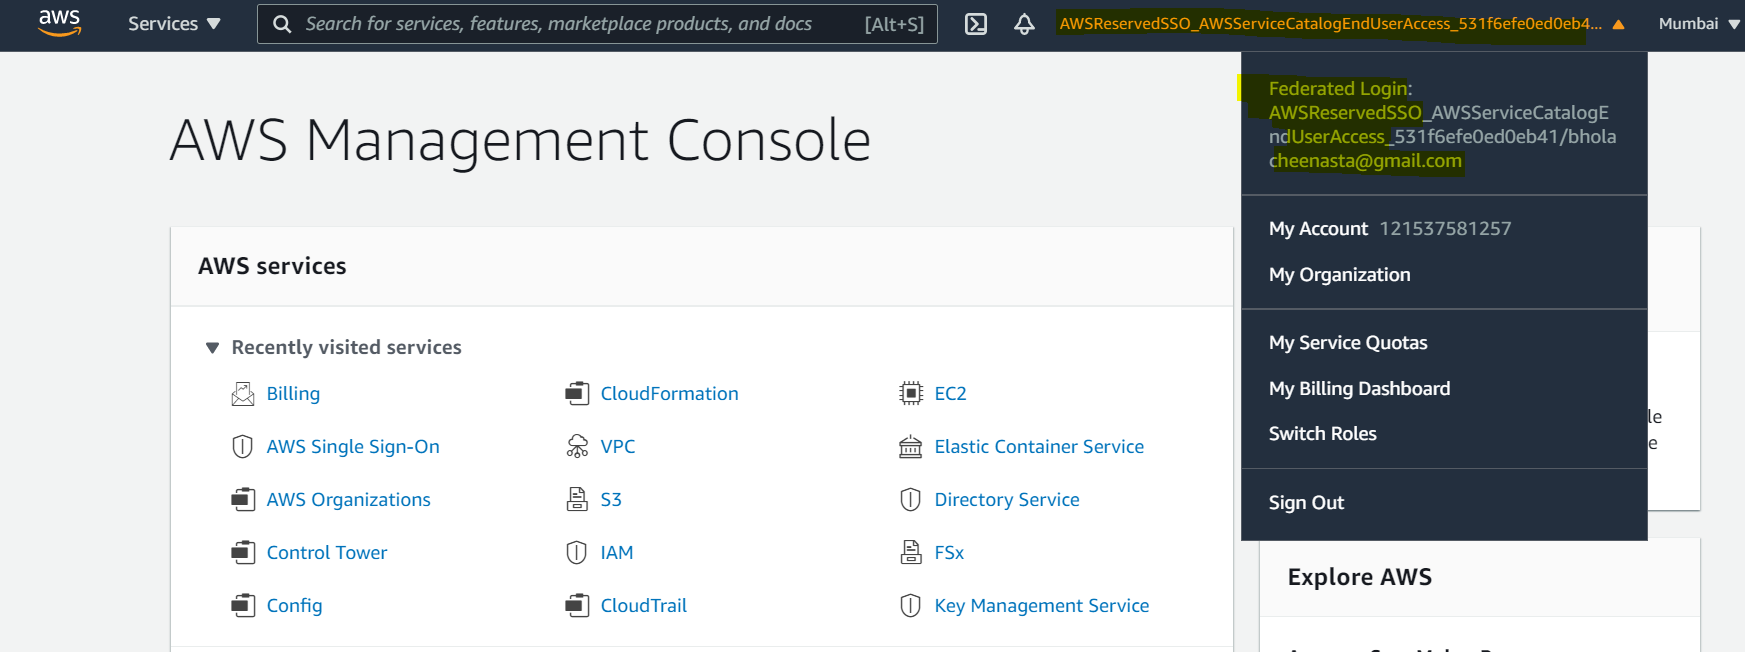 aws Services Search for services, features, marketplace products, and docs [Alt+S] AWSReservedSSO_AWSServiceCatalogEndUserAccess_531f6efe0ed0eb4... Mumbai
AWS Management Console
AWS services
Recently visited services
Billing
CloudFormation
EC2
AWS Single Sign-On
VPC
Elastic Container Service
AWS Organizations
S3
Directory Service
Control Tower
IAM
FSx
Config
CloudTrail
Key Management Service
Federated Login:
AWSReservedSSO_AWSServiceCatalogE
ndUserAccess_531f6efe0ed0eb41/bhola
cheenasta@gmail.com
My Account 121537581257
My Organization
My Service Quotas
My Billing Dashboard
Switch Roles
Sign Out
le
e
Explore AWS